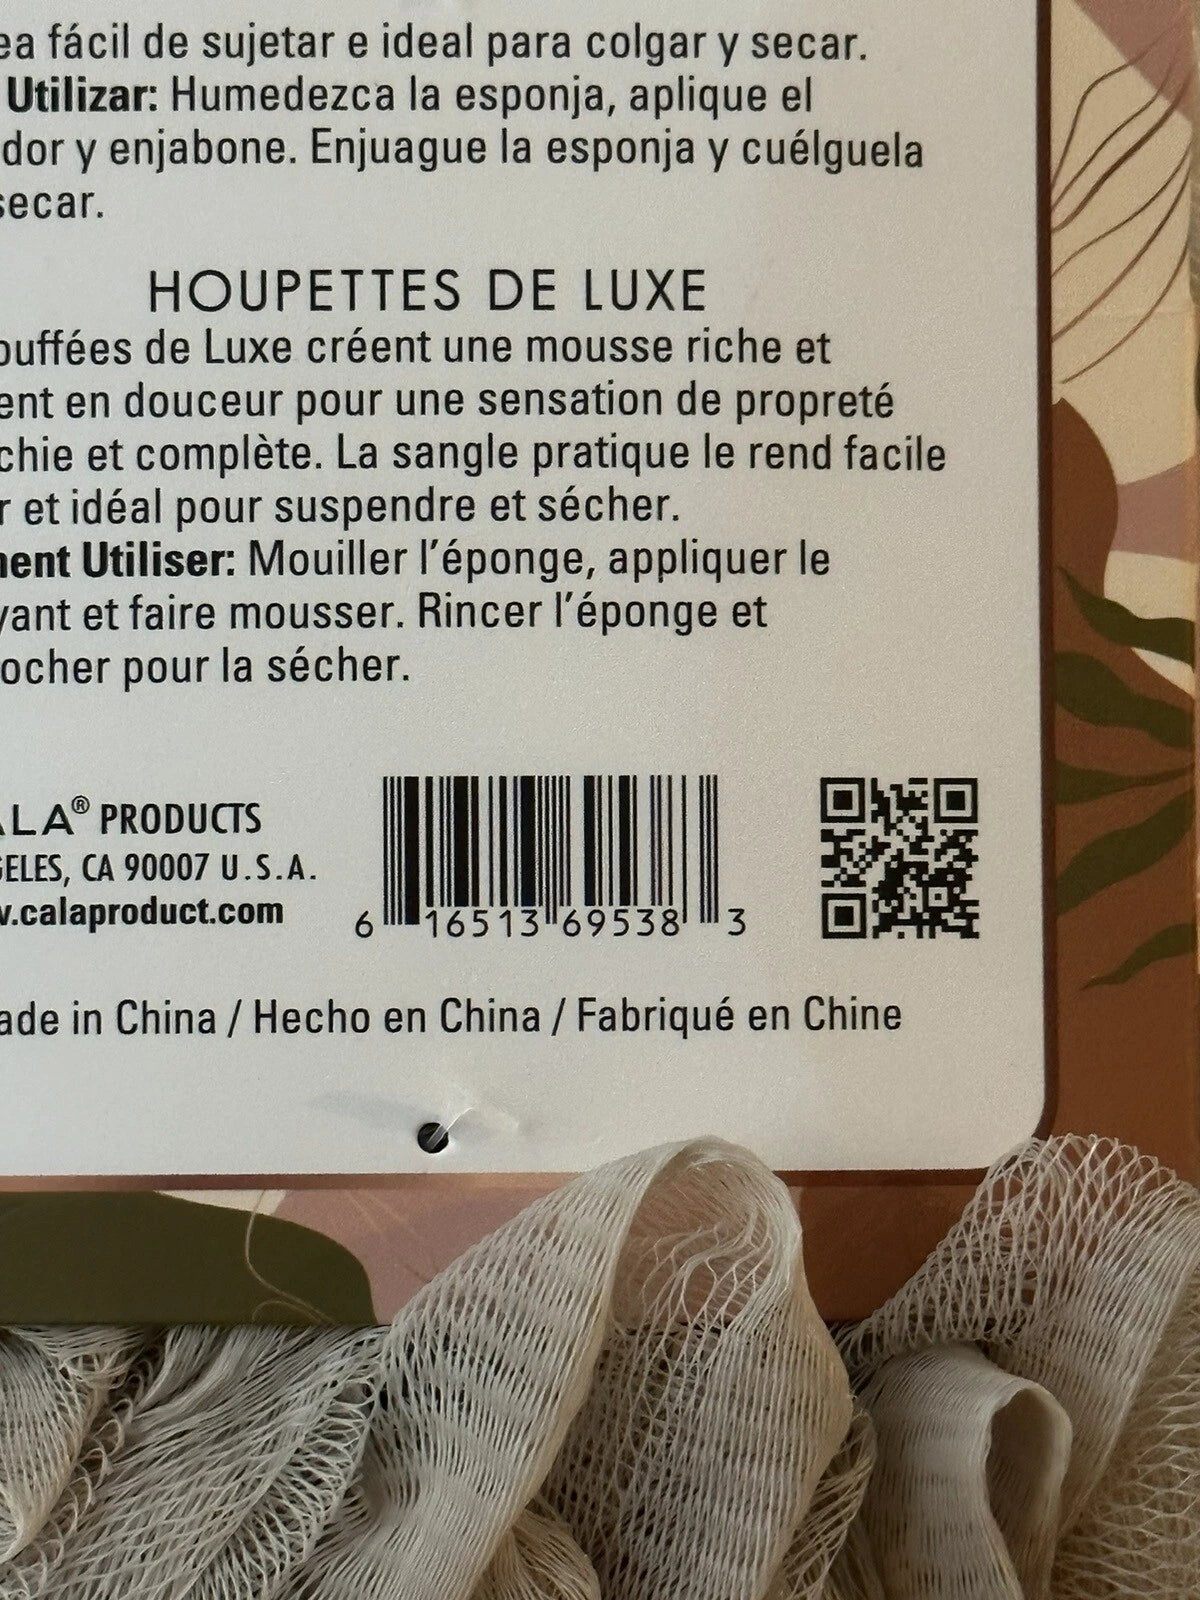 ea fácil de sujetar e ideal para colgar y secar.
Utilizar: Humedezca la esponja, aplique el
dor y enjabone. Enjuague la esponja y cuélguela
secar.
HOUPETTES DE LUXE
ouffées de Luxe créent une mousse riche et
ent en douceur pour une sensation de propreté
chie et complète. La sangle pratique le rend facile
r et idéal pour suspendre et sécher.
ment Utiliser: Mouiller l'éponge, appliquer le
yant et faire mousser. Rincer l'éponge et
ocher pour la sécher.
ALA® PRODUCTS
GELES, CA 90007 U.S.A.
w.calaproduct.com
6 16513 69538 3
ade in China / Hecho en China / Fabriqué en Chine